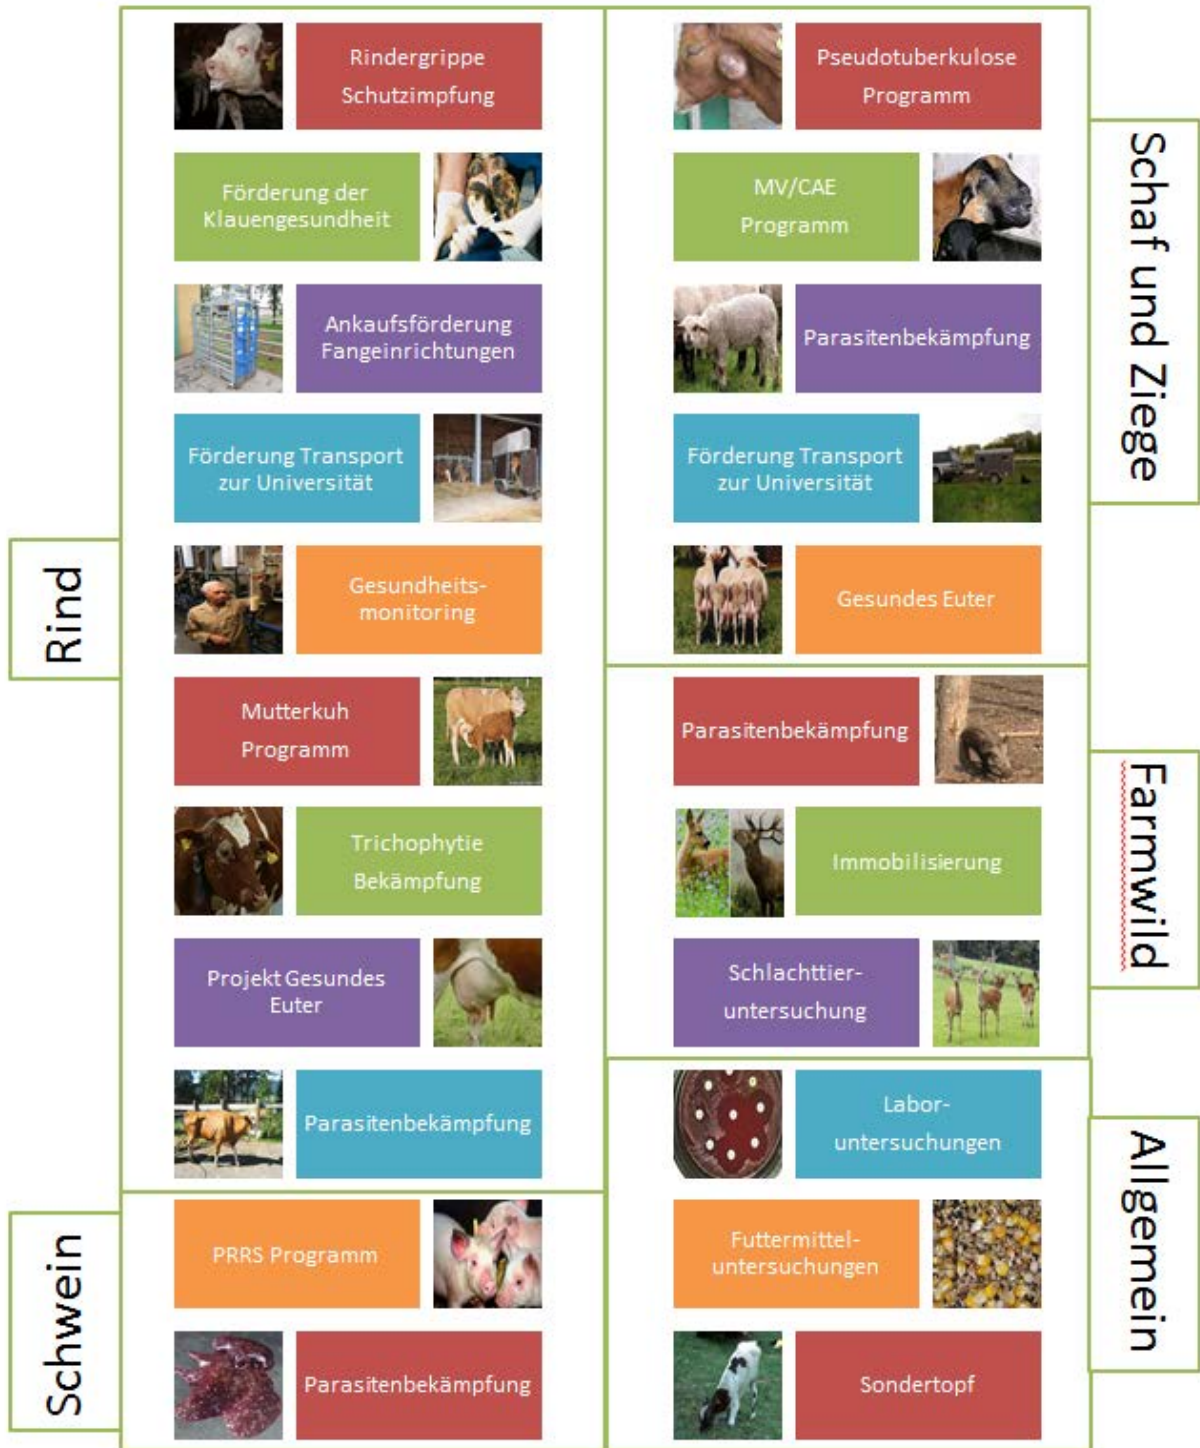 Rind
Rindergrippe
Schutzimpfung
Förderung der
Klauengesundheit
Ankaufsförderung
Fangeinrichtungen
Förderung Transport
zur Universität
Gesundheits-
monitoring
Mutterkuh
Programm
Trichophytie
Bekämpfung
Projekt Gesundes
Euter
Parasitenbekämpfung
Schwein
PRRS Programm
Parasitenbekämpfung
Schaf und Ziege
Pseudotuberkulose
Programm
MV/CAE
Programm
Parasitenbekämpfung
Förderung Transport
zur Universität
Gesundes Euter
Farmwild
Parasitenbekämpfung
Immobilisierung
Schlachttier-
untersuchung
Allgemein
Labor-
untersuchungen
Futtermittel-
untersuchungen
Sondertopf